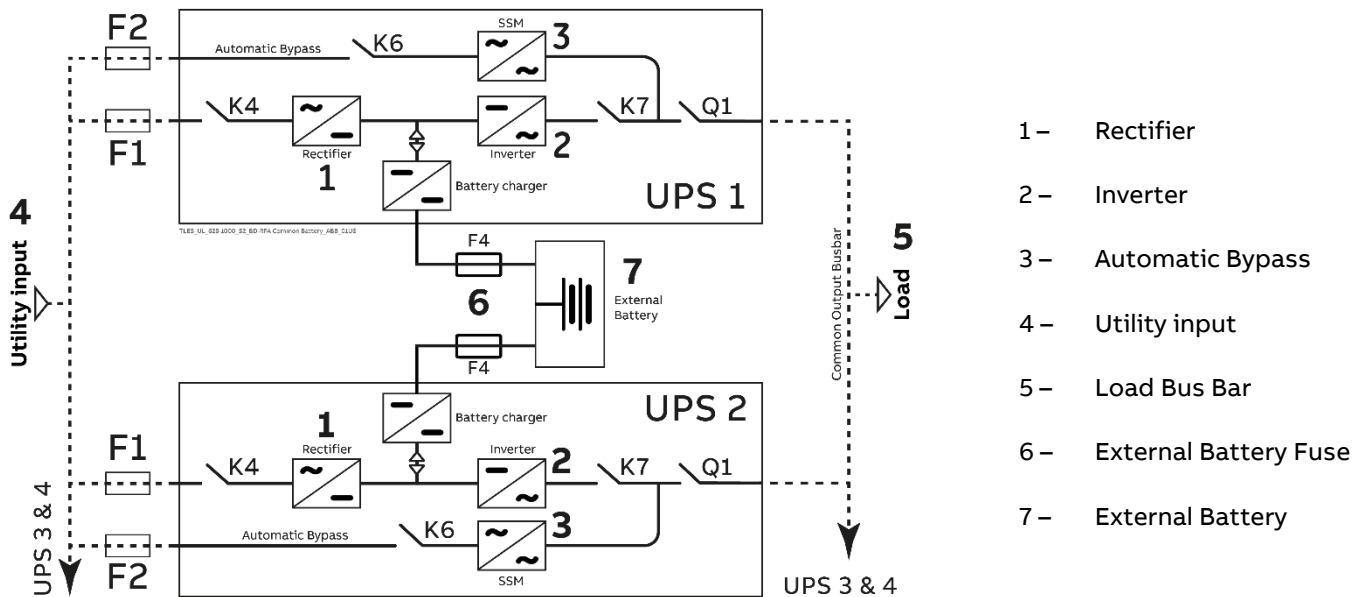 F2
Automatic Bypass
K6
SSM
3
F1
K4
Rectifier
1
Inverter
2
K7
Q1
Battery charger
UPS 1
4
Utility input
F4
6
F4
7
External
Battery
Common Output Busbar
5
Load
UPS 2
Battery charger
F1
K4
1
Rectifier
Inverter
2
K7
Q1
Automatic Bypass
K6
3
SSM
F2
UPS 3 & 4
UPS 3 & 4
1 – Rectifier
2 – Inverter
3 – Automatic Bypass
4 – Utility input
5 – Load Bus Bar
6 – External Battery Fuse
7 – External Battery